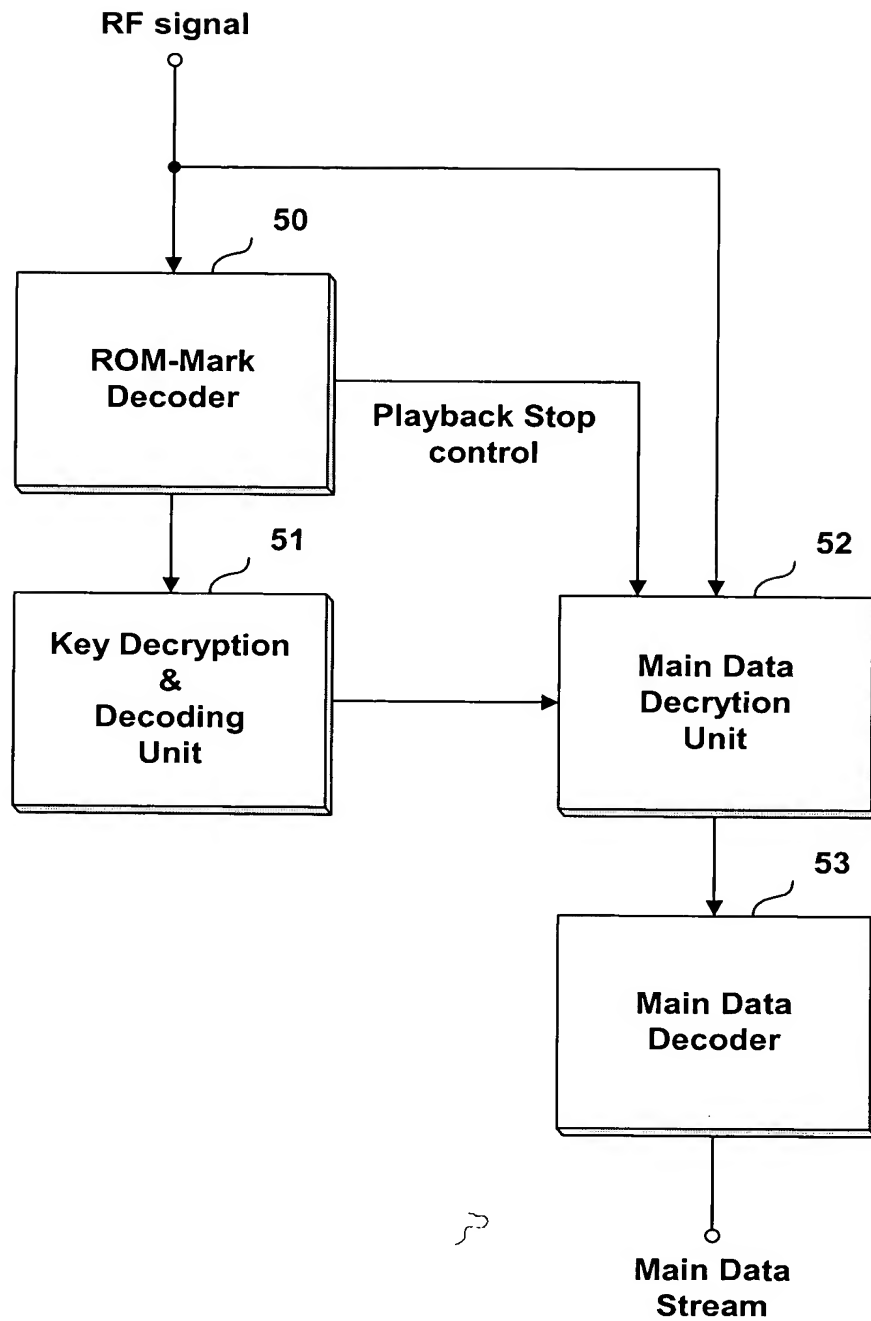 RF signal
50
ROM-Mark
Decoder
Playback Stop
control
51
52
Key Decryption
&
Decoding
Unit
Main Data
Decrytion
Unit
53
Main Data
Decoder
Main Data
Stream